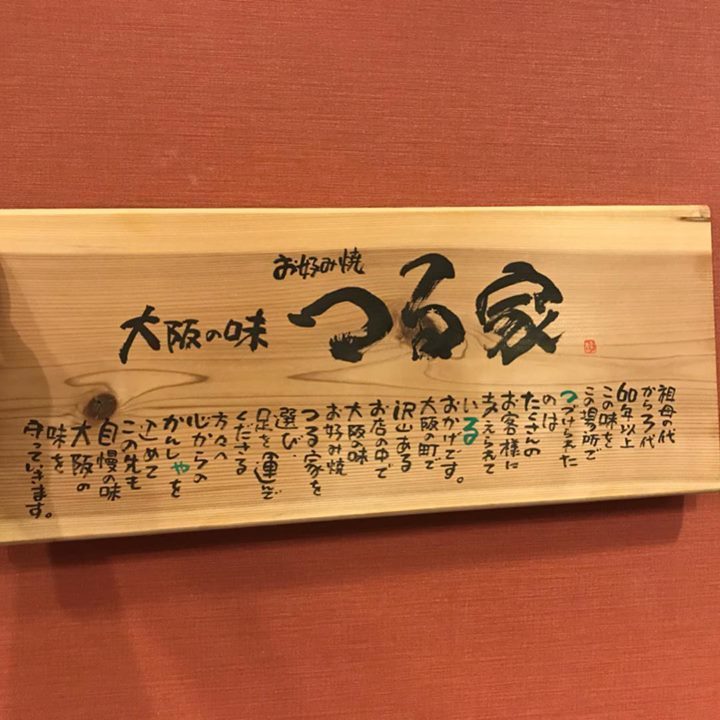 お好み焼
大阪の味 つる家
祖母の代
から3代
60年以上
この味を
この場所で
つづけられた
のは
たくさんの
お客様に
支えられて
いる
おかげです。
大阪の町で
沢山ある
お店の中で
大阪の味
お好み焼
つる家を
選び、
足を運んで
くださる
方々へ
心からの
かんしゃを
込めて
この先も
自慢の味
大阪の
味を
守っていきます。